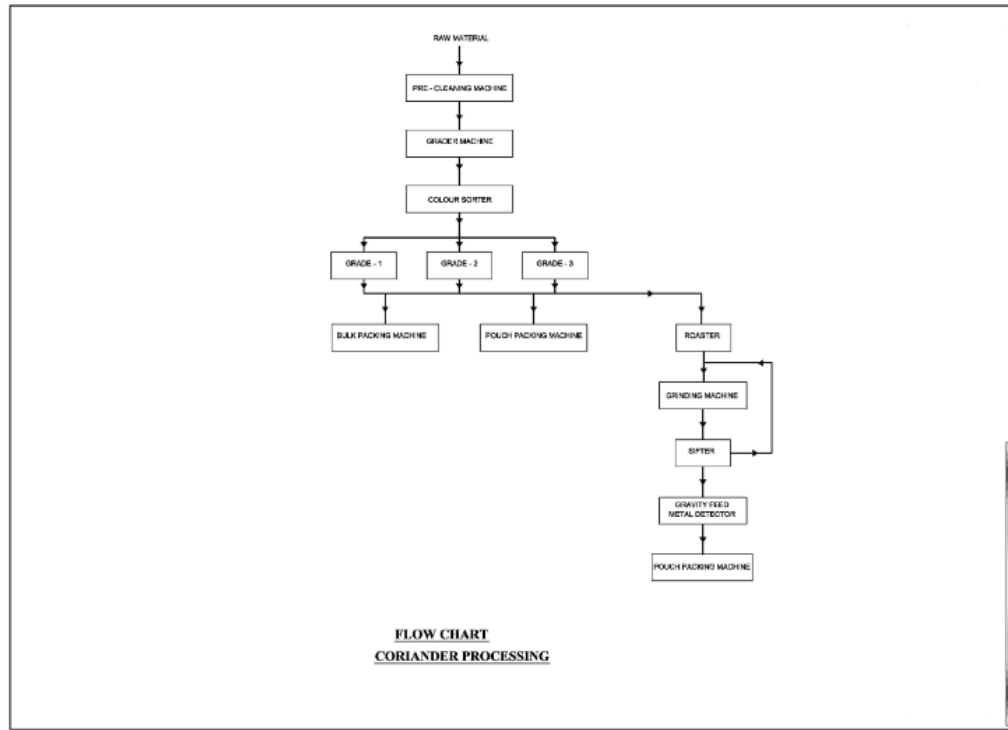 RAW MATERIAL
PRE - CLEANING MACHINE
GRADER MACHINE
COLOUR SORTER
GRADE - 1
GRADE - 2
GRADE - 3
BULK PACKING MACHINE
POUCH PACKING MACHINE
ROASTER
GRINDING MACHINE
SIFTER
GRAVITY FEED
METAL DETECTOR
POUCH PACKING MACHINE
FLOW CHART
CORIANDER PROCESSING